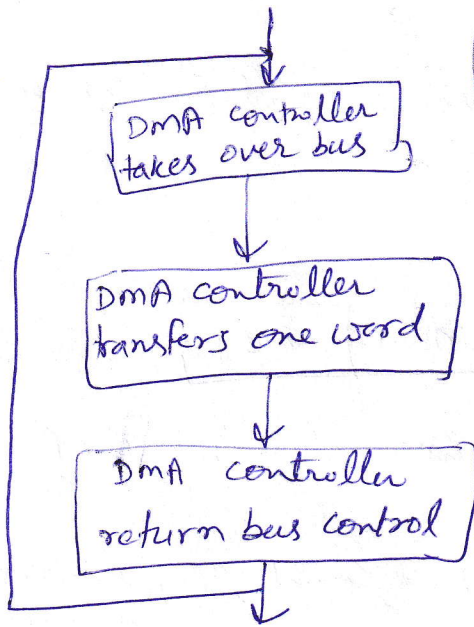 DMA controller
takes over bus
DMA controller
transfers one word
DMA controller
return bus control